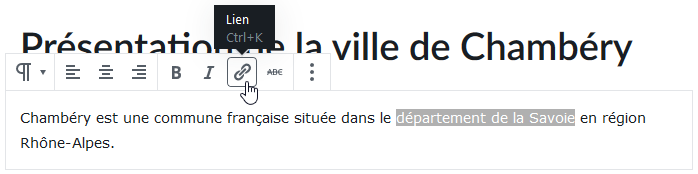 Lien
Ctrl+K
Présentation de la ville de Chambéry
B I ABC
Chambéry est une commune française située dans le département de la Savoie en région
Rhône-Alpes.